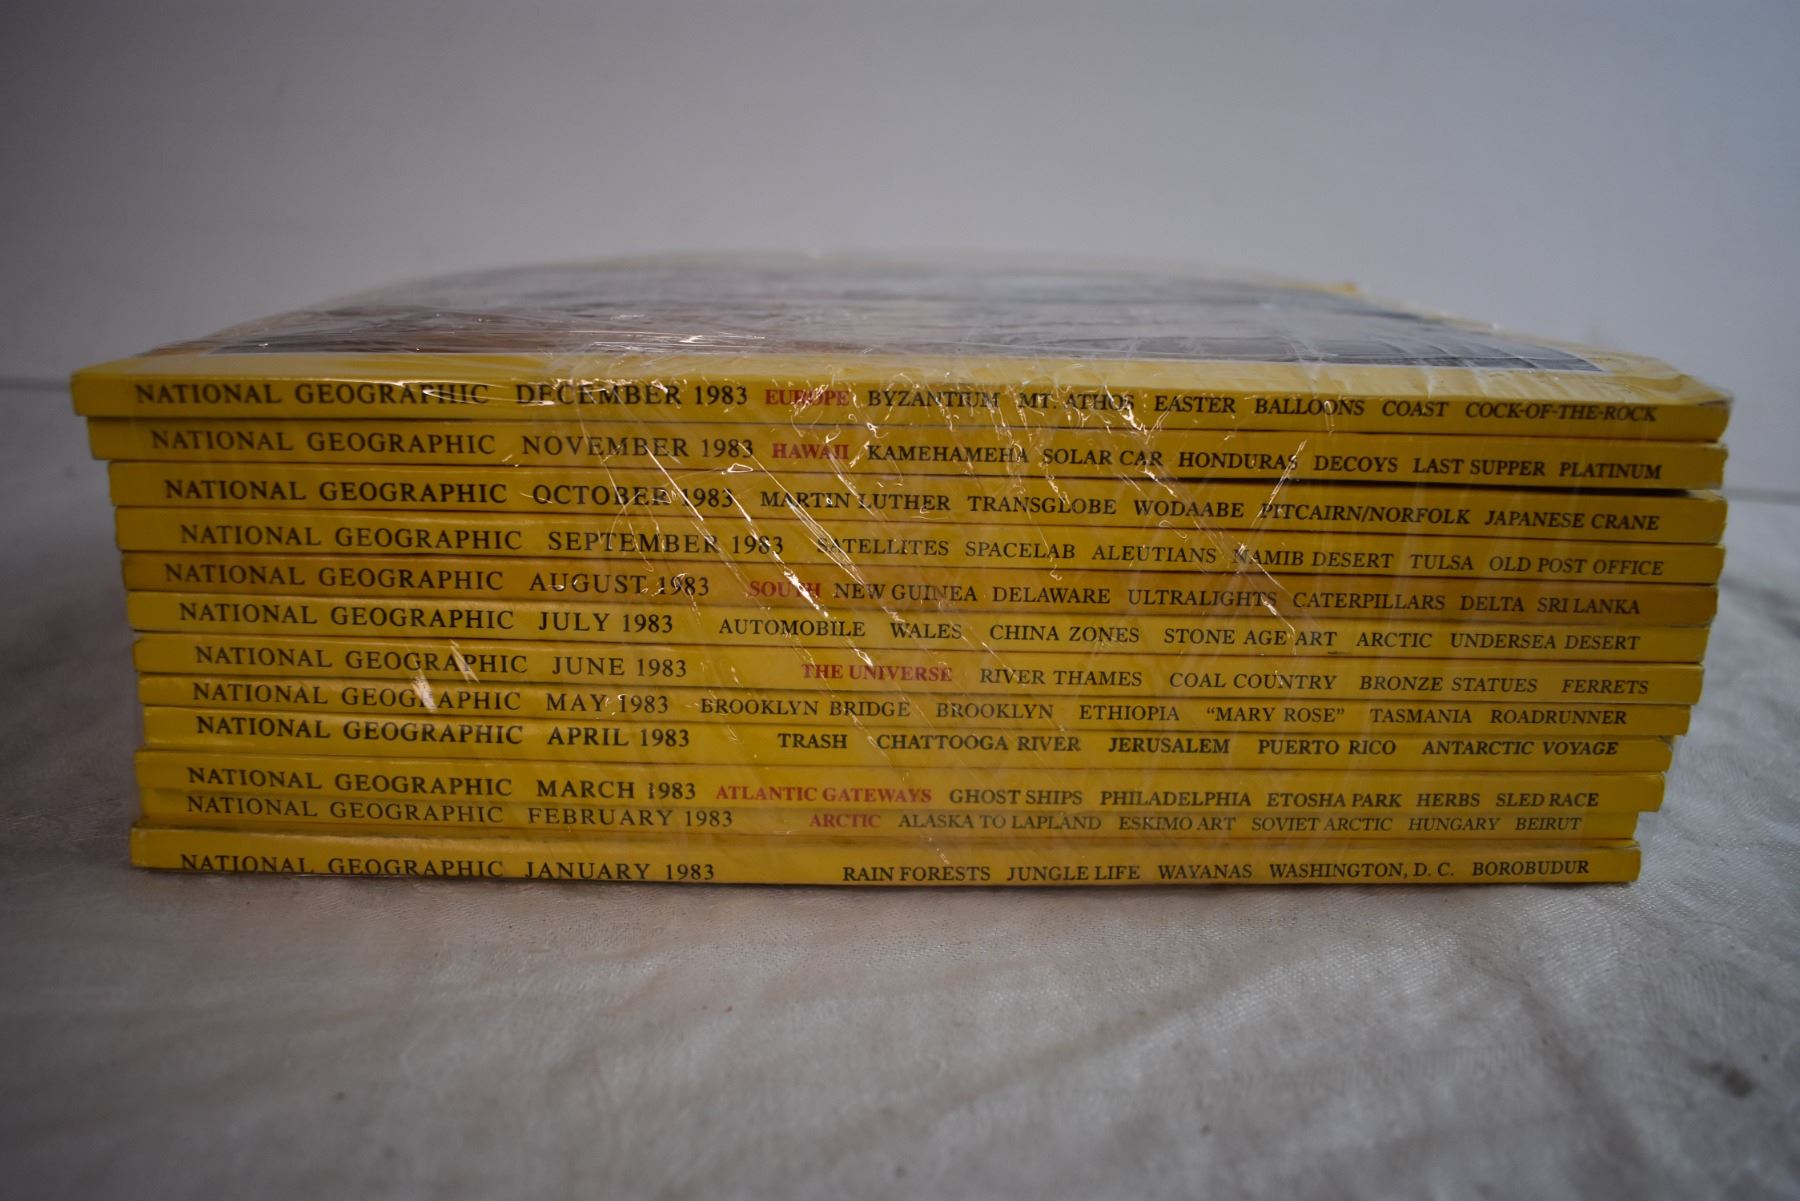 NATIONAL GEOGRAPHIC DECEMBER 1983 EUROPE BYZANTIUM MT. ATHOS EASTER BALLOONS COAST COCK-OF-THE-ROCK
NATIONAL GEOGRAPHIC NOVEMBER 1983 HAWAII KAMEHAMEHA SOLAR CAR HONDURAS DECOYS LAST SUPPER PLATINUM
NATIONAL GEOGRAPHIC OCTOBER 1983 MARTIN LUTHER TRANSGLOBE WODAABE PITCAIRN/NORFOLK JAPANESE CRANE
NATIONAL GEOGRAPHIC SEPTEMBER 1983 SATELLITES SPACELAB ALEUTIANS NAMIB DESERT TULSA OLD POST OFFICE
NATIONAL GEOGRAPHIC AUGUST 1983 SOUTH NEW GUINEA DELAWARE ULTRALIGHTS CATERPILLARS DELTA SRI LANKA
NATIONAL GEOGRAPHIC JULY 1983 AUTOMOBILE WALES CHINA ZONES STONE AGE ART ARCTIC UNDERSEA DESERT
NATIONAL GEOGRAPHIC JUNE 1983 THE UNIVERSE RIVER THAMES COAL COUNTRY BRONZE STATUES FERRETS
NATIONAL GEOGRAPHIC MAY 1983 BROOKLYN BRIDGE BROOKLYN ETHIOPIA "MARY ROSE" TASMANIA ROADRUNNER
NATIONAL GEOGRAPHIC APRIL 1983 TRASH CHATTOOGA RIVER JERUSALEM PUERTO RICO ANTARCTIC VOYAGE
NATIONAL GEOGRAPHIC MARCH 1983 ATLANTIC GATEWAYS GHOST SHIPS PHILADELPHIA ETOSHA PARK HERBS SLED RACE
NATIONAL GEOGRAPHIC FEBRUARY 1983 ARCTIC ALASKA TO LAPLAND ESKIMO ART SOVIET ARCTIC HUNGARY BEIRUT
NATIONAL GEOGRAPHIC JANUARY 1983 RAIN FORESTS JUNGLE LIFE WAYANAS WASHINGTON, D. C. BOROBUDUR